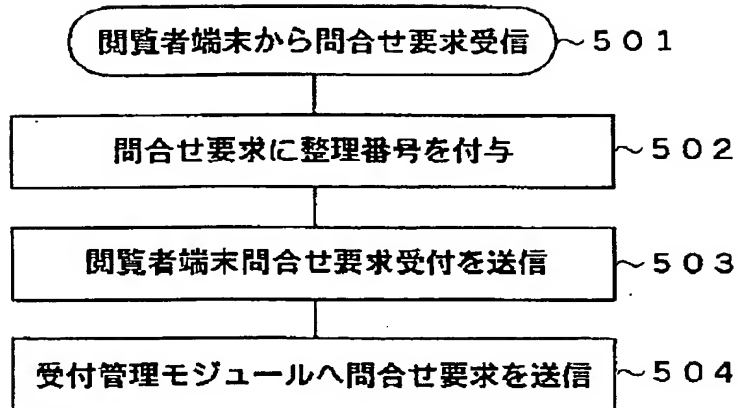 閲覧者端末から問合せ要求受信 ～５０１
問合せ要求に整理番号を付与 ～５０２
閲覧者端末問合せ要求受付を送信 ～５０３
受付管理モジュールへ問合せ要求を送信 ～５０４